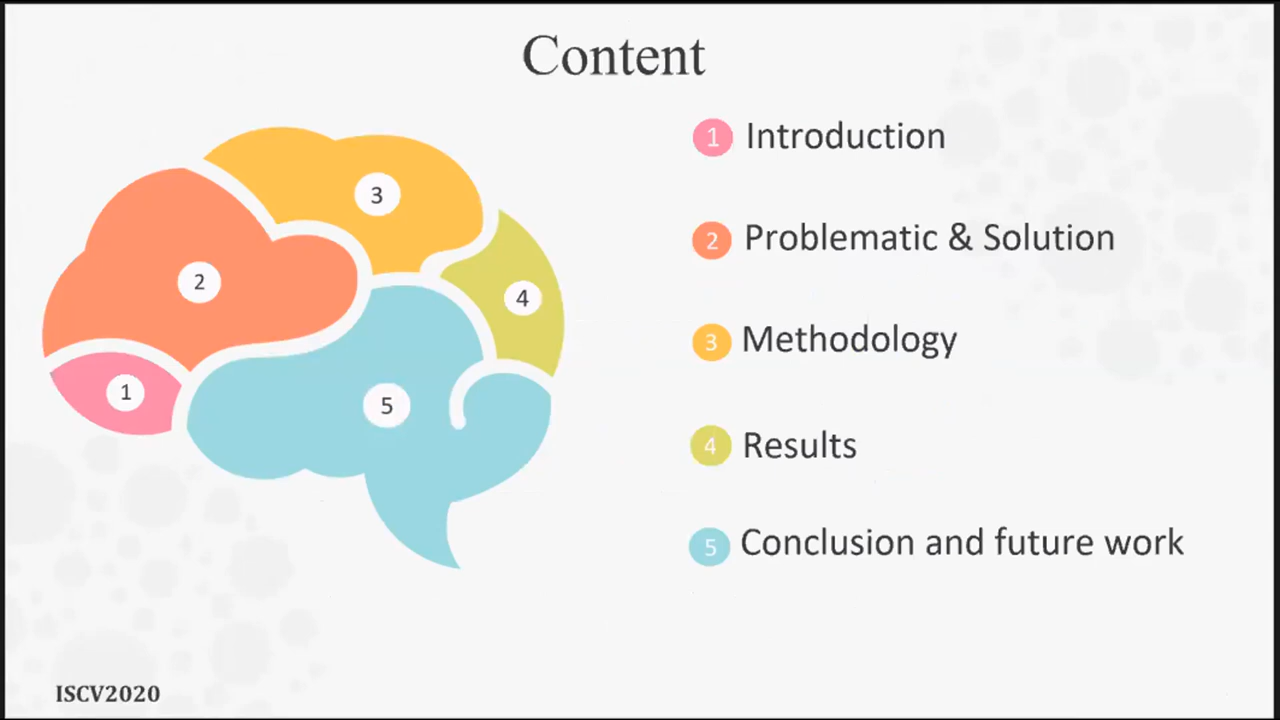 Content
1 Introduction
2 Problematic & Solution
3 Methodology
4 Results
5 Conclusion and future work
3
2
4
1
5
ISCV2020